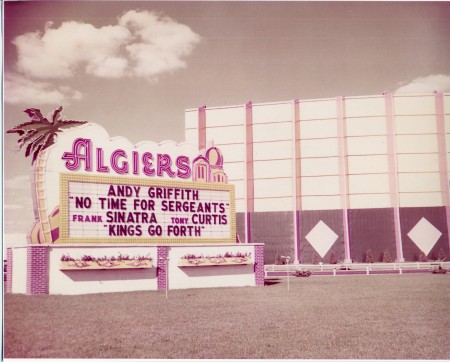 ALGIERS
ANDY GRIFFITH
"NO TIME FOR SERGEANTS"
FRANK SINATRA TONY CURTIS
"KINGS GO FORTH"